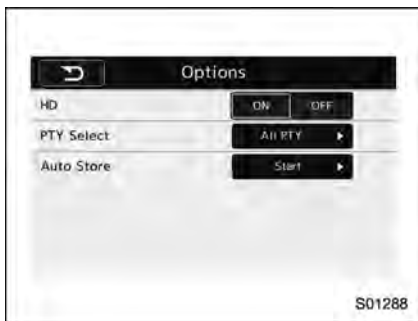 Options
HD ON OFF
PTY Select All PTY
Auto Store Start
S01288